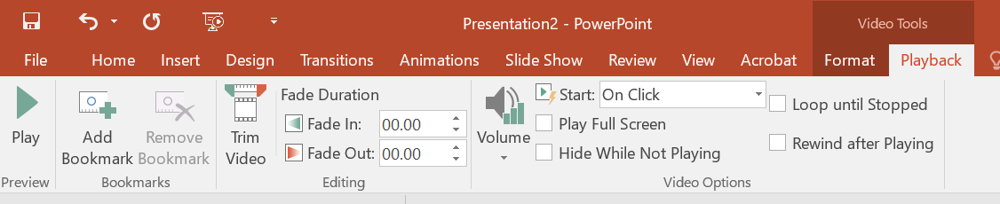 Presentation2 - PowerPoint
Video Tools
File Home Insert Design Transitions Animations Slide Show Review View Acrobat Format Playback
Play
Preview
Add Bookmark
Remove Bookmark
Bookmarks
Trim Video
Fade Duration
Fade In: 00.00
Fade Out: 00.00
Editing
Volume
Start: On Click
Play Full Screen
Hide While Not Playing
Loop until Stopped
Rewind after Playing
Video Options